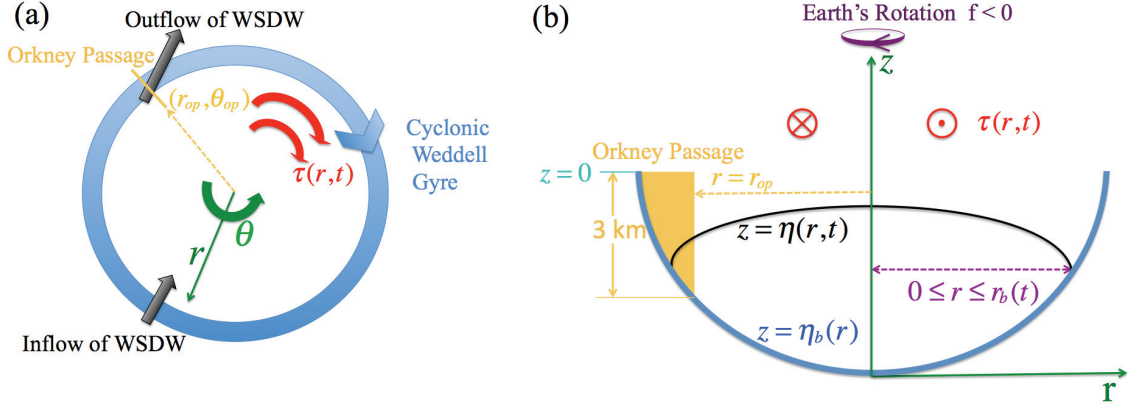 (a)
Outflow of WSDW
Orkney Passage
(r_op, θ_op)
τ(r,t)
Cyclonic
Weddell
Gyre
θ
r
Inflow of WSDW
(b)
Earth's Rotation f < 0
z
τ(r,t)
Orkney Passage
z = 0
r = r_op
3 km
z = η(r,t)
0 ≤ r ≤ r_b(t)
z = η_b(r)
r